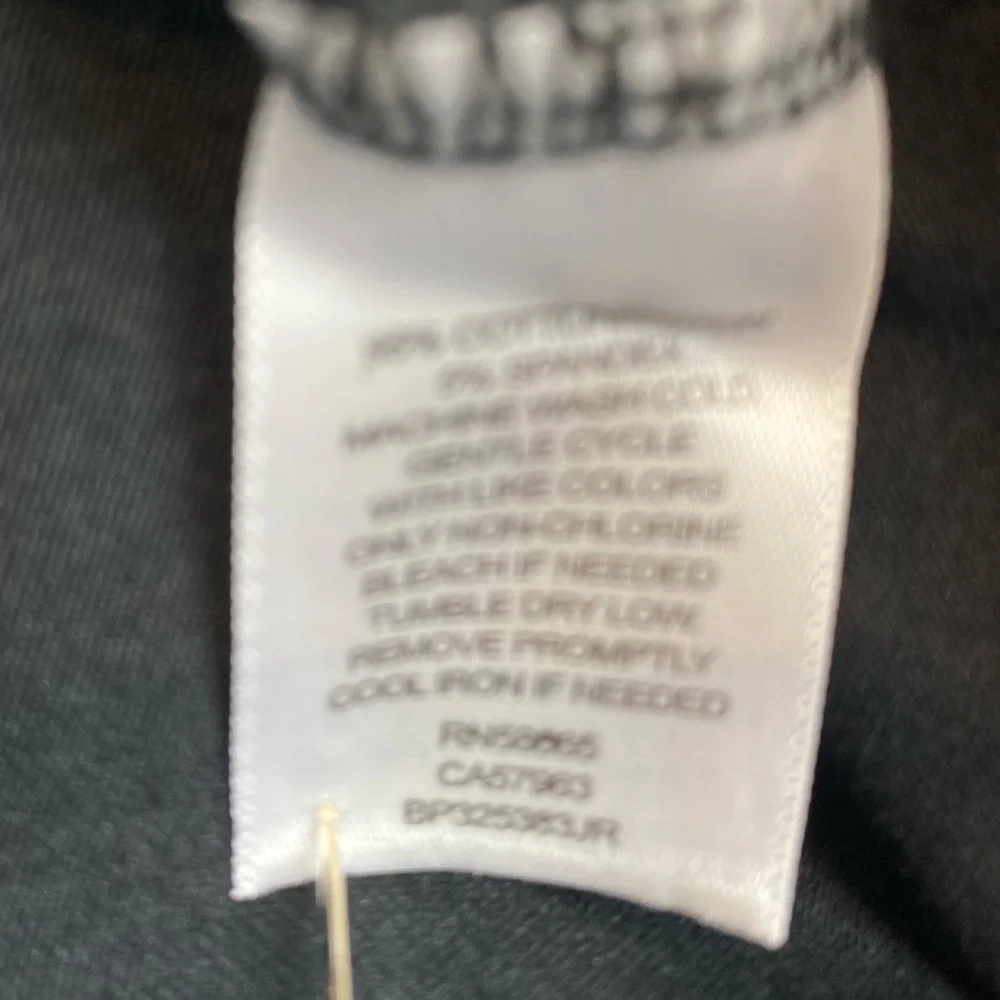 COTTON
SPANDEX
MACHINE WASH COLD
GENTLE CYCLE
WITH LIKE COLORS
ONLY NON-CHLORINE
BLEACH IF NEEDED
TUMBLE DRY LOW
REMOVE PROMPTLY
COOL IRON IF NEEDED
CA57963